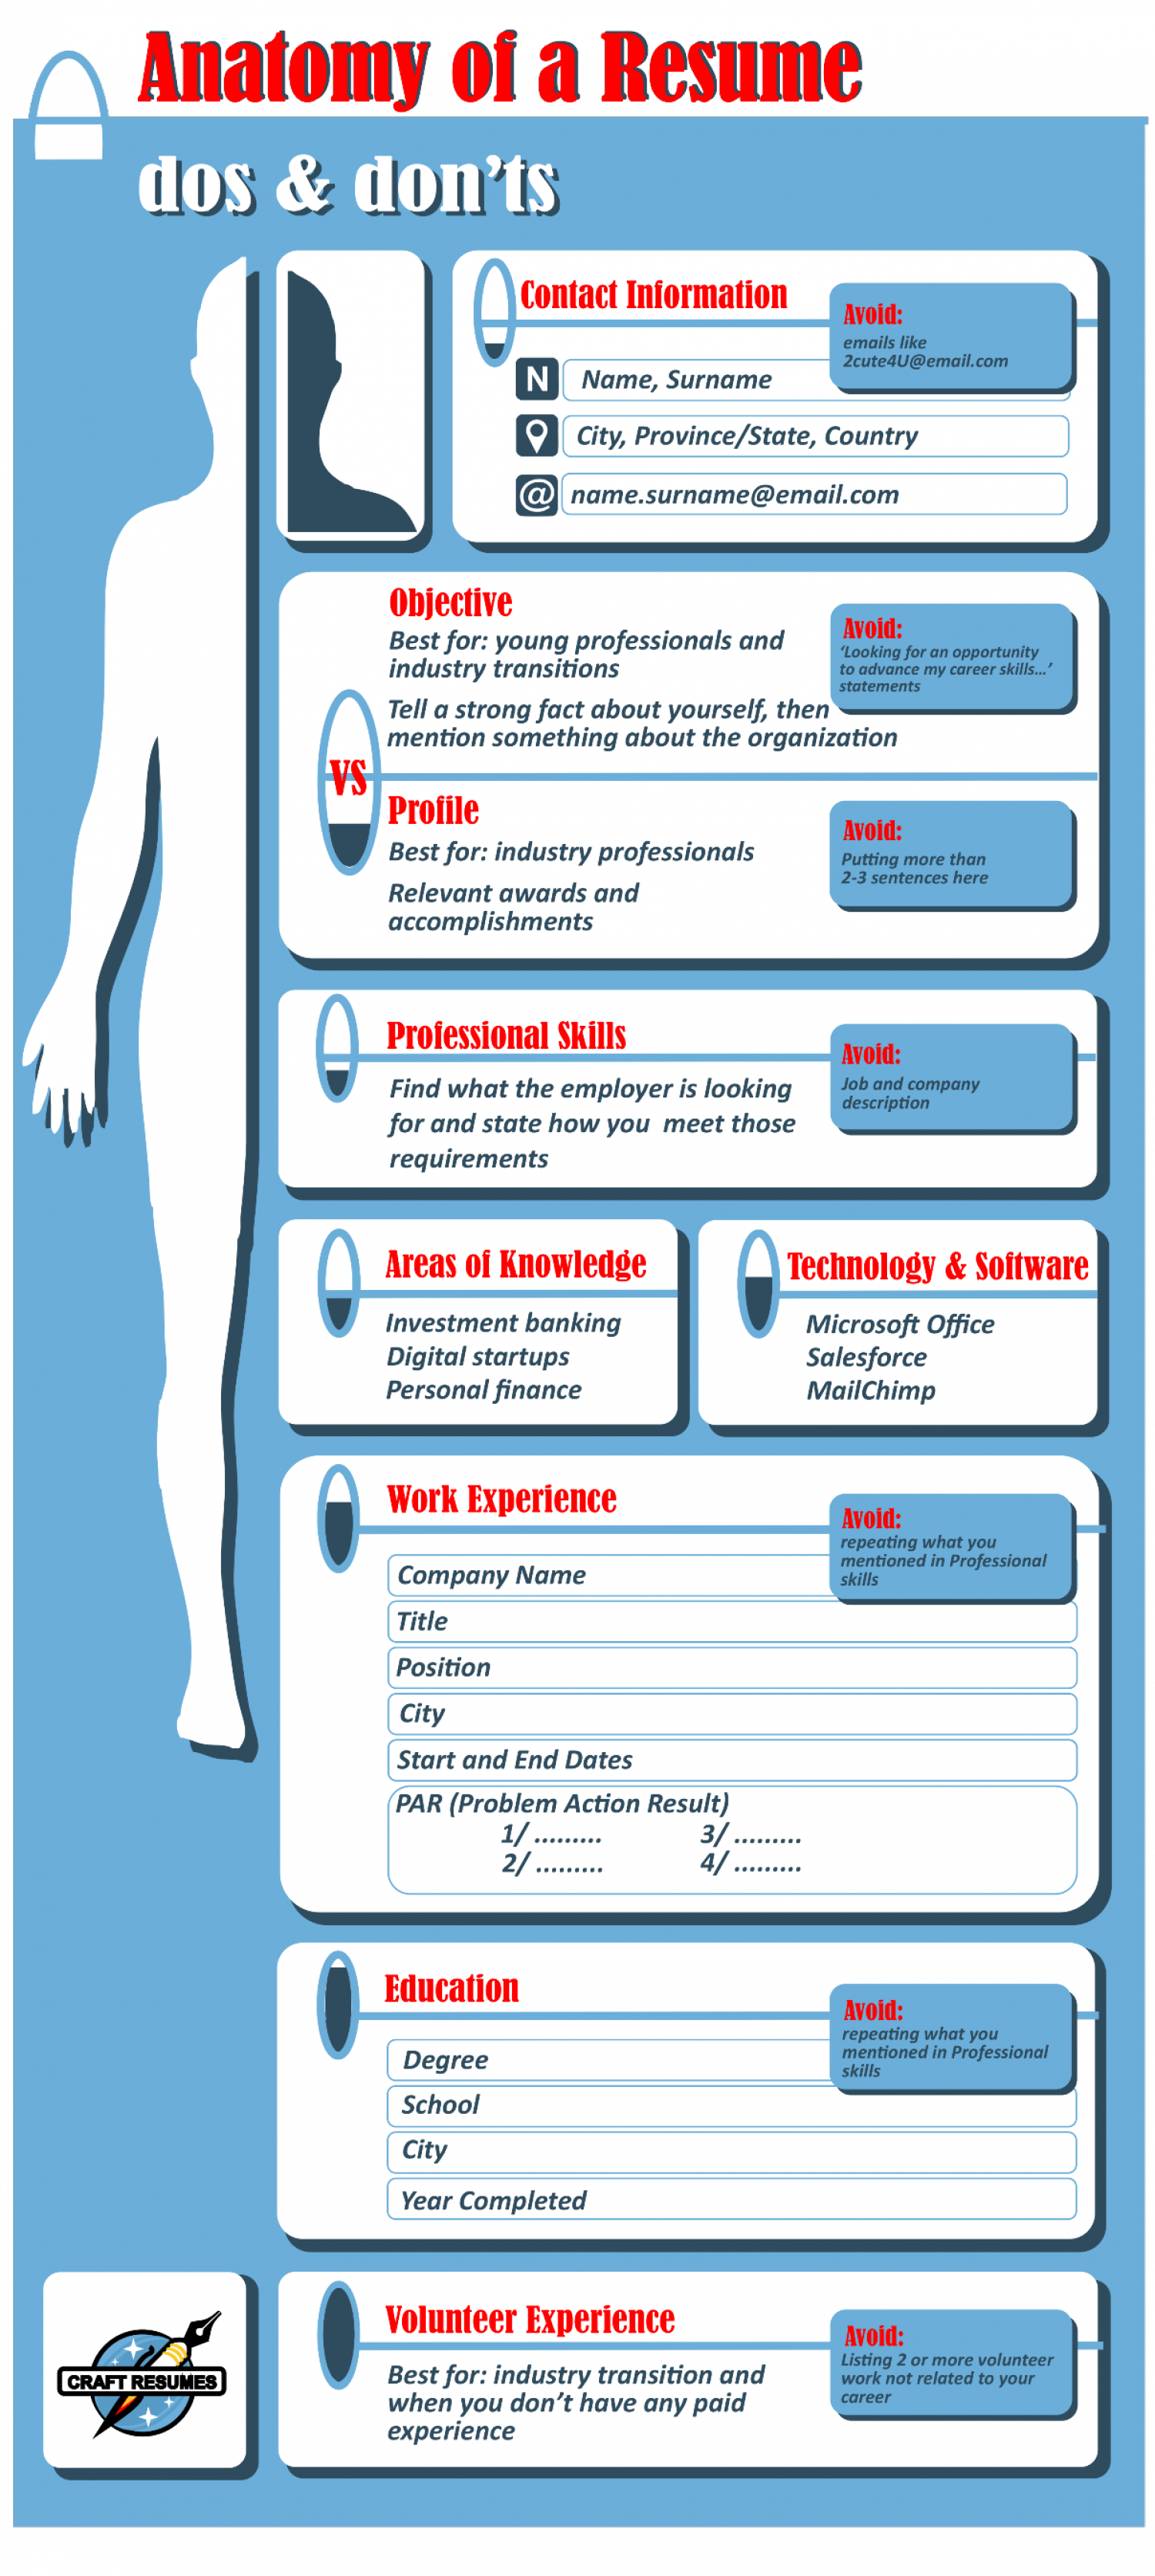 Anatomy of a Resume
dos & don'ts
Contact Information
Avoid:
emails like
2cute4U@email.com
N
Name, Surname
City, Province/State, Country
@
name.surname@email.com
Objective
Best for: young professionals and
industry transitions
Tell a strong fact about yourself, then
mention something about the organization
Avoid:
'Looking for an opportunity
to advance my career skills...'
statements
VS
Profile
Best for: industry professionals
Relevant awards and
accomplishments
Avoid:
Putting more than
2-3 sentences here
Professional Skills
Find what the employer is looking
for and state how you meet those
requirements
Avoid:
Job and company
description
Areas of Knowledge
Investment banking
Digital startups
Personal finance
Technology & Software
Microsoft Office
Salesforce
MailChimp
Work Experience
Avoid:
repeating what you
mentioned in Professional
skills
Company Name
Title
Position
City
Start and End Dates
PAR (Problem Action Result)
1/ ......... 3/ .........
2/ ......... 4/ .........
Education
Avoid:
repeating what you
mentioned in Professional
skills
Degree
School
City
Year Completed
CRAFT RESUMES
Volunteer Experience
Best for: industry transition and
when you don't have any paid
experience
Avoid:
Listing 2 or more volunteer
work not related to your
career